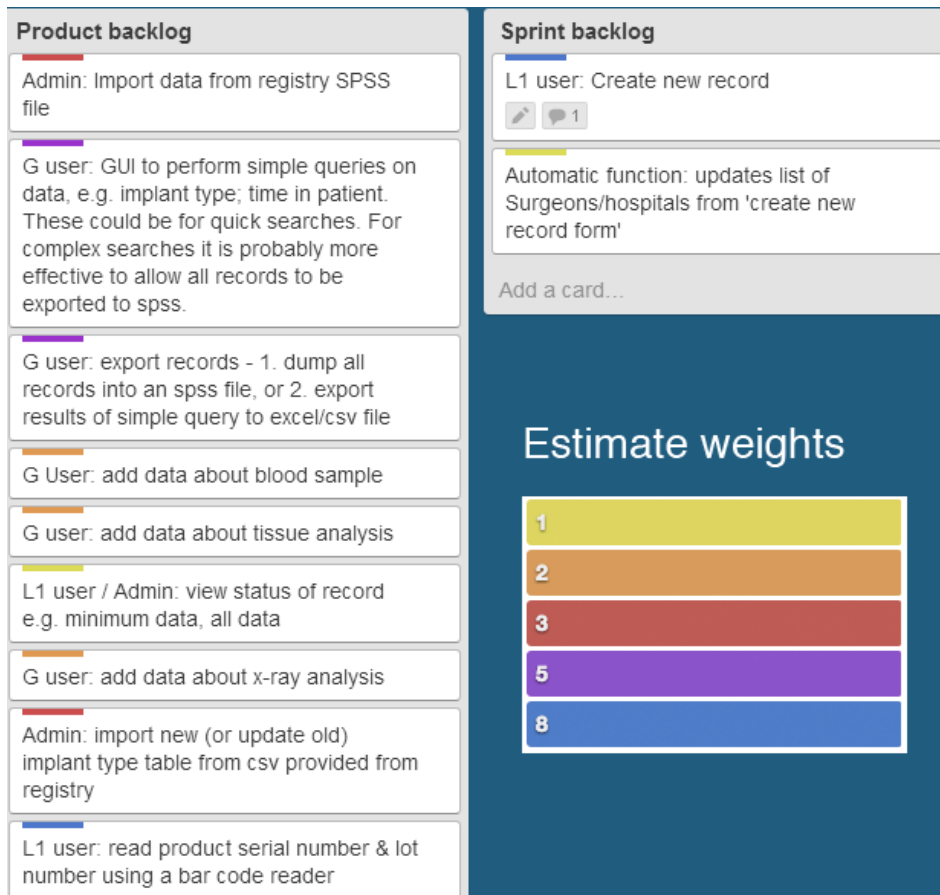 Product backlog
Admin: Import data from registry SPSS
file
G user: GUI to perform simple queries on
data, e.g. implant type; time in patient.
These could be for quick searches. For
complex searches it is probably more
effective to allow all records to be
exported to spss.
G user: export records - 1. dump all
records into an spss file, or 2. export
results of simple query to excel/csv file
G User: add data about blood sample
G user: add data about tissue analysis
L1 user / Admin: view status of record
e.g. minimum data, all data
G user: add data about x-ray analysis
Admin: import new (or update old)
implant type table from csv provided from
registry
L1 user: read product serial number & lot
number using a bar code reader
Sprint backlog
L1 user: Create new record
1
Automatic function: updates list of
Surgeons/hospitals from 'create new
record form'
Add a card...
Estimate weights
1
2
3
5
8